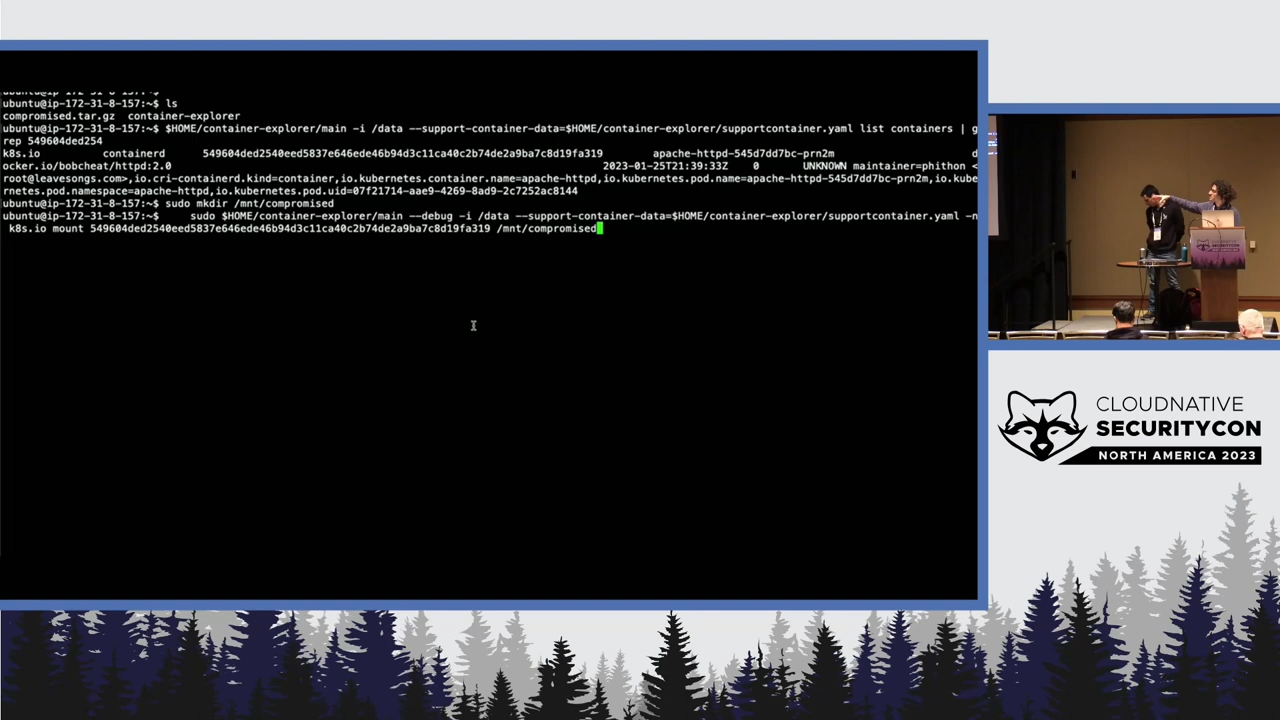 ubuntu@ip-172-31-8-157:~$
ubuntu@ip-172-31-8-157:~$ ls
compromised.tar.gz  container-explorer
ubuntu@ip-172-31-8-157:~$ $HOME/container-explorer/main -i /data --support-container-data=$HOME/container-explorer/supportcontainer.yaml list containers | g
rep 549604ded254
k8s.io      containerd      549604ded2540eed5837e646ede46b94d3c11ca40c2b74de2a9ba7c8d19fa319      apache-httpd-545d7dd7bc-prn2m      d
ocker.io/bobcheat/httpd:2.0      2023-01-25T21:39:33Z    0    UNKNOWN maintainer=phithon <
root@leavesongs.com>,io.cri-containerd.kind=container,io.kubernetes.container.name=apache-httpd,io.kubernetes.pod.name=apache-httpd-545d7dd7bc-prn2m,io.kube
rnetes.pod.namespace=apache-httpd,io.kubernetes.pod.uid=07f21714-aae9-4269-8ad9-2c7252ac8144
ubuntu@ip-172-31-8-157:~$ sudo mkdir /mnt/compromised
ubuntu@ip-172-31-8-157:~$     sudo $HOME/container-explorer/main --debug -i /data --support-container-data=$HOME/container-explorer/supportcontainer.yaml -n
k8s.io mount 549604ded2540eed5837e646ede46b94d3c11ca40c2b74de2a9ba7c8d19fa319 /mnt/compromised
CLOUDNATIVE
SECURITYCON
NORTH AMERICA 2023